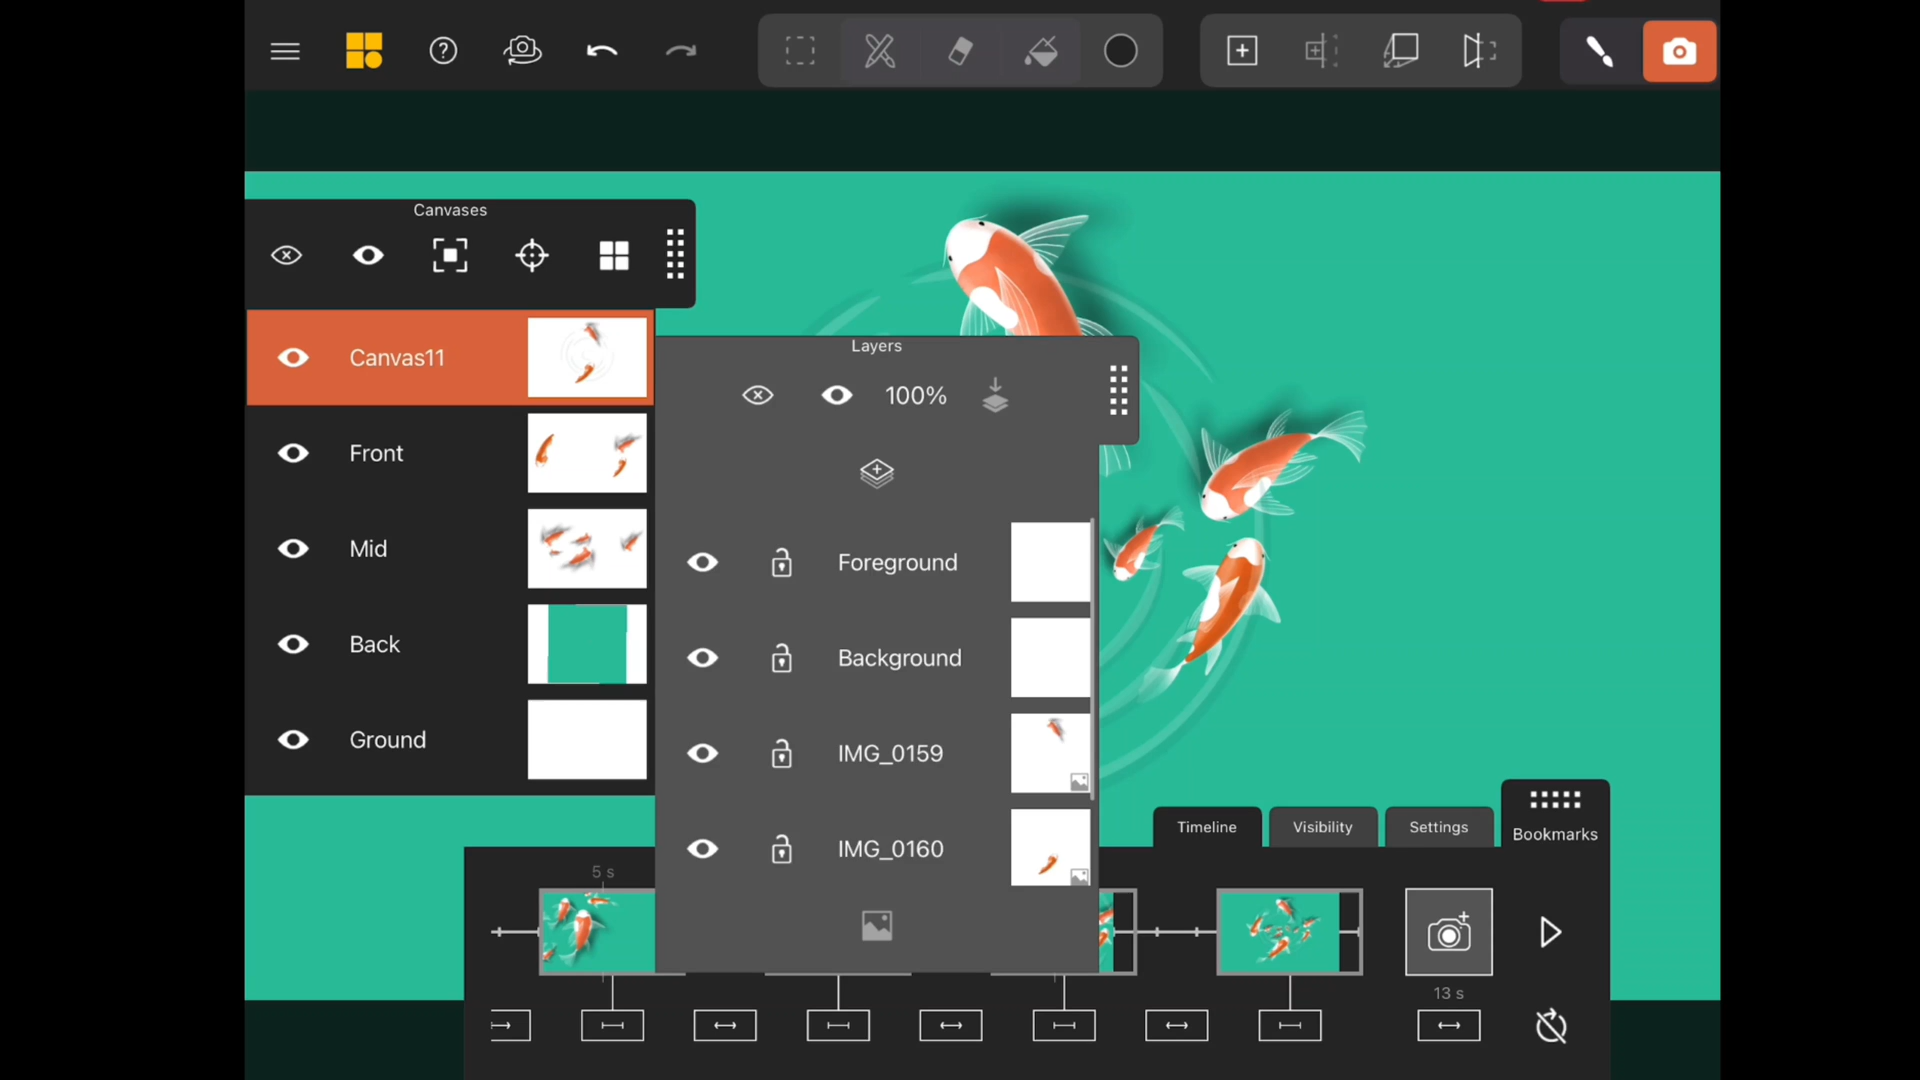 Canvases
Canvas11
Front
Mid
Back
Ground
Layers
100%
Foreground
Background
IMG_0159
IMG_0160
Timeline
Visibility
Settings
Bookmarks
5 s
13 s